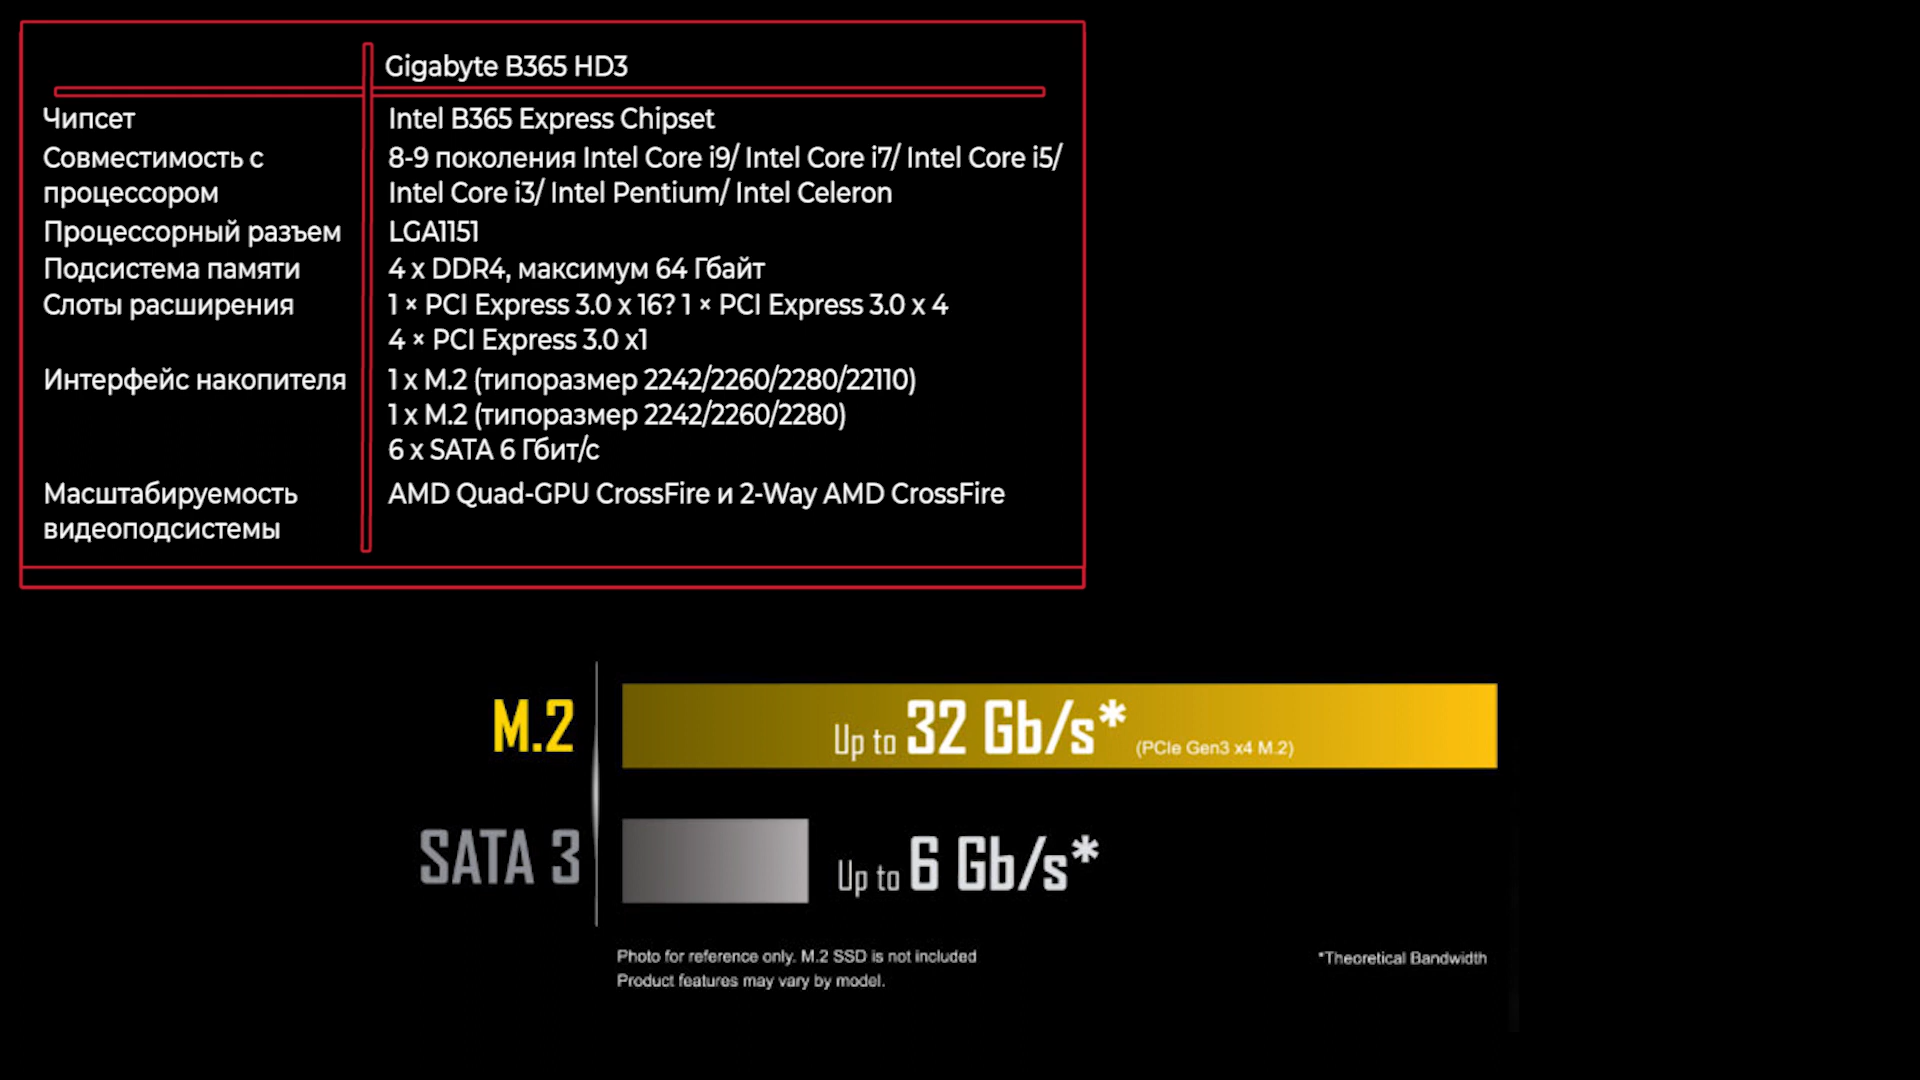 Gigabyte B365 HD3
Чипсет Intel B365 Express Chipset
Совместимость с 8-9 поколения Intel Core i9/ Intel Core i7/ Intel Core i5/
процессором Intel Core i3/ Intel Pentium/ Intel Celeron
Процессорный разъем LGA1151
Подсистема памяти 4 x DDR4, максимум 64 Гбайт
Слоты расширения 1 × PCI Express 3.0 x 16? 1 × PCI Express 3.0 x 4
4 × PCI Express 3.0 x1
Интерфейс накопителя 1 x M.2 (типоразмер 2242/2260/2280/22110)
1 x M.2 (типоразмер 2242/2260/2280)
6 x SATA 6 Гбит/с
Масштабируемость AMD Quad-GPU CrossFire и 2-Way AMD CrossFire
видеоподсистемы
M.2 Up to 32 Gb/s* (PCIe Gen3 x4 M.2)
SATA 3 Up to 6 Gb/s*
Photo for reference only. M.2 SSD is not included *Theoretical Bandwidth
Product features may vary by model.